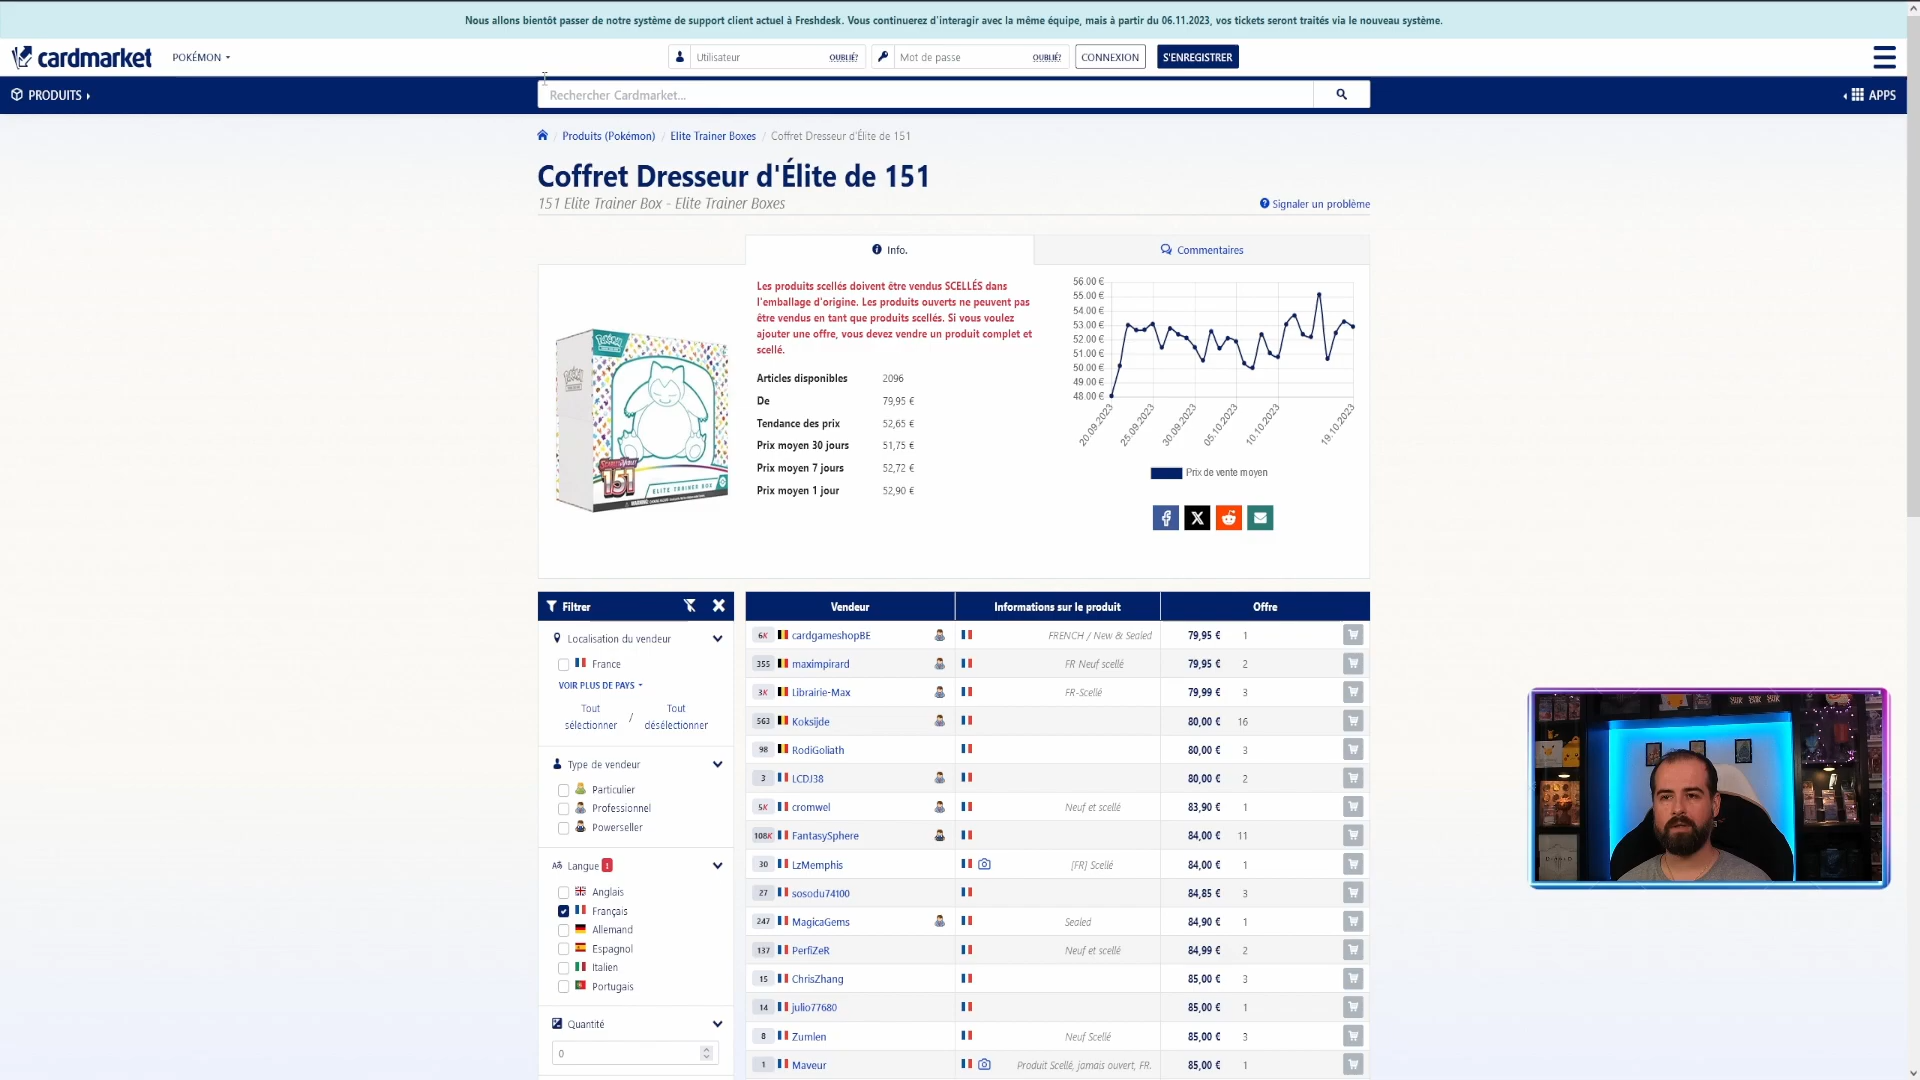 Nous allons bientôt passer de notre système de support client actuel à Freshdesk. Vous continuerez d'interagir avec la même équipe, mais à partir du 06.11.2023, vos tickets seront traités via le nouveau système.
cardmarket
POKÉMON
Utilisateur
OUBLIÉ?
Mot de passe
OUBLIÉ?
CONNEXION
S'ENREGISTRER
PRODUITS
Rechercher Cardmarket...
APPS
Produits (Pokémon) / Elite Trainer Boxes / Coffret Dresseur d'Élite de 151
Coffret Dresseur d'Élite de 151
151 Elite Trainer Box - Elite Trainer Boxes
Signaler un problème
Info.
Commentaires
Les produits scellés doivent être vendus SCELLÉS dans
l'emballage d'origine. Les produits ouverts ne peuvent pas
être vendus en tant que produits scellés. Si vous voulez
ajouter une offre, vous devez vendre un produit complet et
scellé.
Articles disponibles 2096
De 79,95 €
Tendance des prix 52,65 €
Prix moyen 30 jours 51,75 €
Prix moyen 7 jours 52,72 €
Prix moyen 1 jour 52,90 €
Pokémon
151
ELITE TRAINER BOX
56.00 €
55.00 €
54.00 €
53.00 €
52.00 €
51.00 €
50.00 €
49.00 €
48.00 €
20.09.2023
25.09.2023
30.09.2023
05.10.2023
10.10.2023
19.10.2023
Prix de vente moyen
Filtrer
Localisation du vendeur
France
VOIR PLUS DE PAYS
Tout sélectionner / Tout désélectionner
Type de vendeur
Particulier
Professionnel
Powerseller
Langue !
Anglais
Français
Allemand
Espagnol
Italien
Portugais
Quantité
0
Vendeur Informations sur le produit Offre
6K cardgameshopBE FRENCH / New & Sealed 79,95 € 1
355 maximpirard FR Neuf scellé 79,95 € 2
3K Librairie-Max FR-Scellé 79,99 € 3
563 Koksijde 80,00 € 16
98 RodiGoliath 80,00 € 3
3 LCDJ38 80,00 € 2
5K cromwel Neuf et scellé 83,90 € 1
108K FantasySphere 84,00 € 11
30 LzMemphis [FR] Scellé 84,00 € 1
27 sosodu74100 84,85 € 3
247 MagicaGems Sealed 84,90 € 1
137 PerfiZeR Neuf et scellé 84,99 € 2
15 ChrisZhang 85,00 € 3
14 julio77680 85,00 € 1
8 Zumlen Neuf Scellé 85,00 € 3
1 Maveur Produit Scellé, jamais ouvert, FR. 85,00 € 1